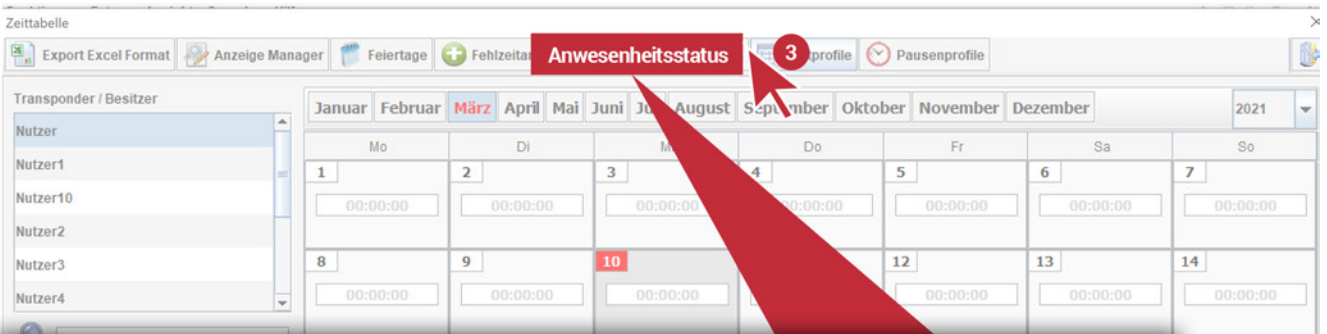 Zeittabelle
Export Excel Format Anzeige Manager Feiertage Anwesenheitsstatus 3 Pausenprofile
Transponder / Besitzer
Januar Februar März April Mai Juni August September Oktober November Dezember 2021
Nutzer
Nutzer1
Nutzer10
Nutzer2
Nutzer3
Nutzer4
Mo Di Do Fr Sa So
1 2 3 4 5 6 7
00:00:00 00:00:00 00:00:00 00:00:00 00:00:00 00:00:00 00:00:00
8 9 10 12 13 14
00:00:00 00:00:00 00:00:00 00:00:00 00:00:00 00:00:00